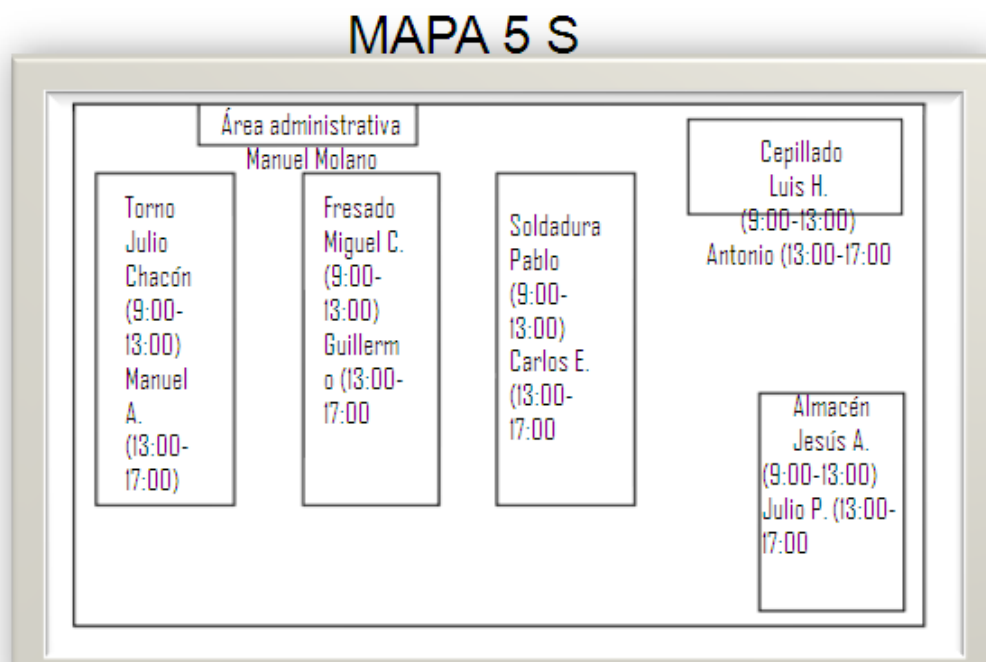 MAPA 5 S
Área administrativa
Manuel Molano
Torno
Julio
Chacón
(9:00-
13:00)
Manuel
A.
(13:00-
17:00)
Fresado
Miguel C.
(9:00-
13:00)
Guillerm
o (13:00-
17:00
Soldadura
Pablo
(9:00-
13:00)
Carlos E.
(13:00-
17:00
Cepillado
Luis H.
(9:00-13:00)
Antonio (13:00-17:00
Almacén
Jesús A.
(9:00-13:00)
Julio P. (13:00-
17:00